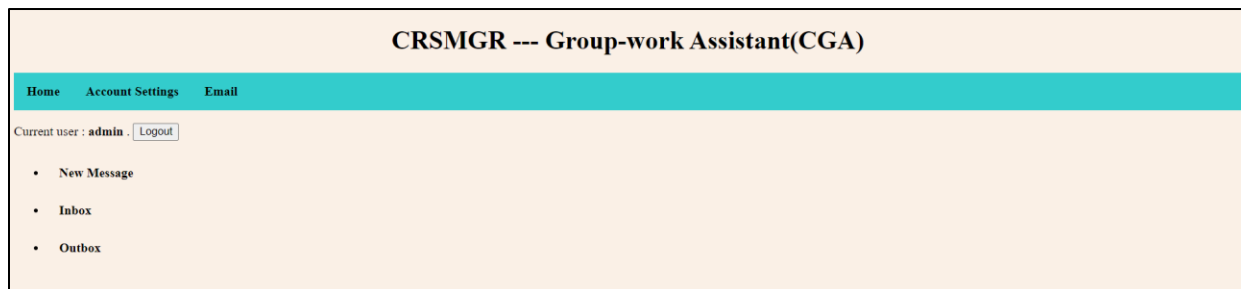 CRSMGR --- Group-work Assistant(CGA)
Home Account Settings Email
Current user : admin . Logout
• New Message
• Inbox
• Outbox